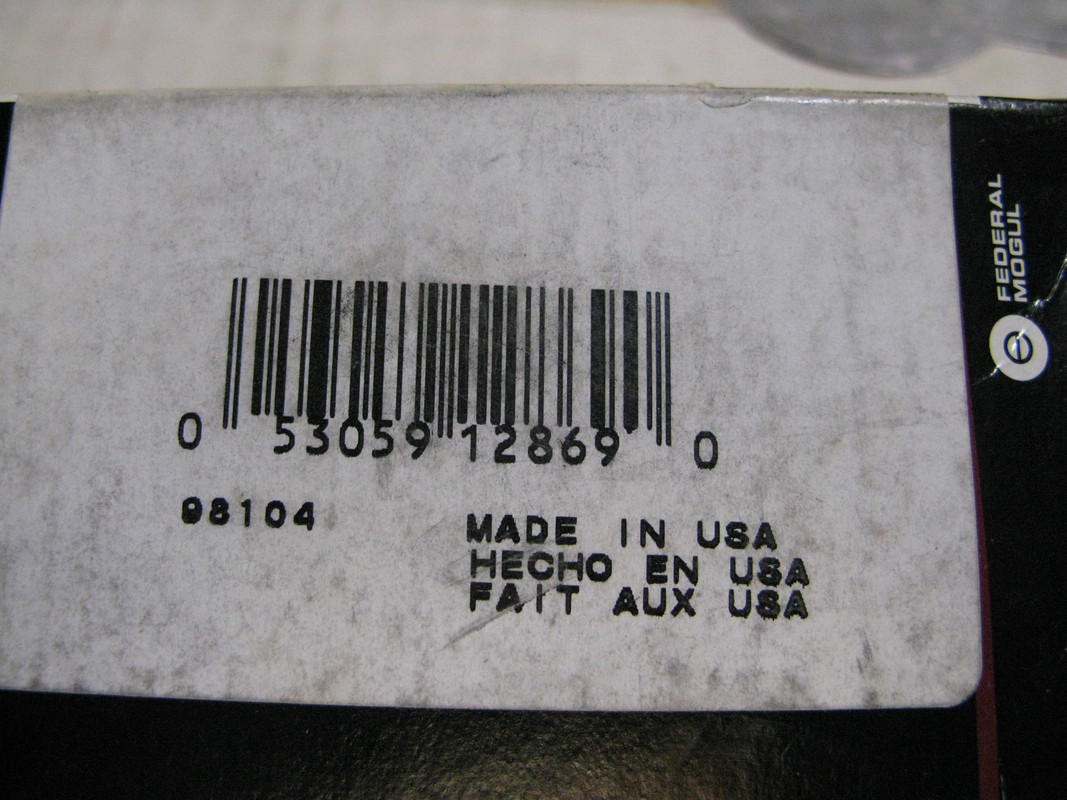 0 53059 12869 0
98104
MADE IN USA
HECHO EN USA
FAIT AUX USA
FEDERAL
MOGUL